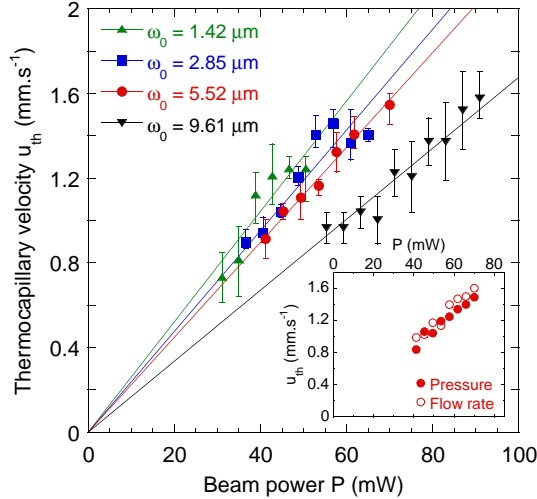 Thermocapillary velocity u_th (mm.s⁻¹)
2
1.6
1.2
0.8
0.4
0
ω₀ = 1.42 µm
ω₀ = 2.85 µm
ω₀ = 5.52 µm
ω₀ = 9.61 µm
0 20 40 60 80 100
Beam power P (mW)
P (mW)
0 20 40 60 80
u_th (mm.s⁻¹)
1.6
1.2
0.8
0.4
0
Pressure
Flow rate